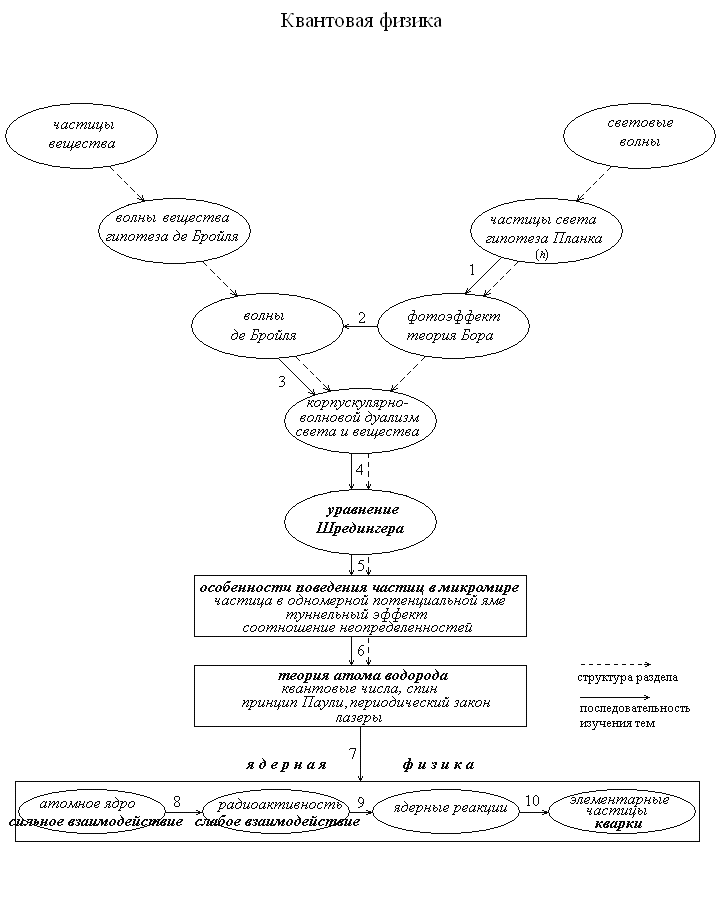 Квантовая физика
частицы
вещества
световые
волны
волны вещества
гипотеза де Бройля
частицы света
гипотеза Планка
(h)
1
волны
де Бройля
2
фотоэффект
теория Бора
3
корпускулярно-
волновой дуализм
света и вещества
4
уравнение
Шредингера
5
особенности поведения частиц в микромире
частица в одномерной потенциальной яме
туннельный эффект
соотношение неопределенностей
6
теория атома водорода
квантовые числа, спин
принцип Паули, периодический закон
лазеры
структура раздела
последовательность
изучения тем
7
ядерная физика
атомное ядро
сильное взаимодействие
8
радиоактивность
слабое взаимодействие
9
ядерные реакции
10
элементарные
частицы
кварки